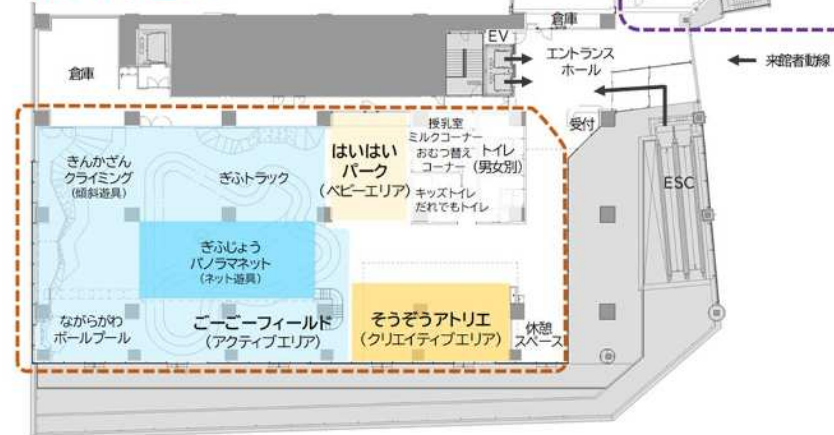 倉庫
EV
倉庫
エントランス
ホール
来館者動線
受付
ESC
きんかざん
クライミング
(傾斜遊具)
ぎふトラック
はいはい
パーク
(ベビーエリア)
授乳室
ミルクコーナー
おむつ替え
コーナー
トイレ
(男女別)
キッズトイレ
だれでもトイレ
ぎふじょう
パノラマネット
(ネット遊具)
ながらがわ
ボールプール
ごーごーフィールド
(アクティブエリア)
そうぞうアトリエ
(クリエイティブエリア)
休憩
スペース